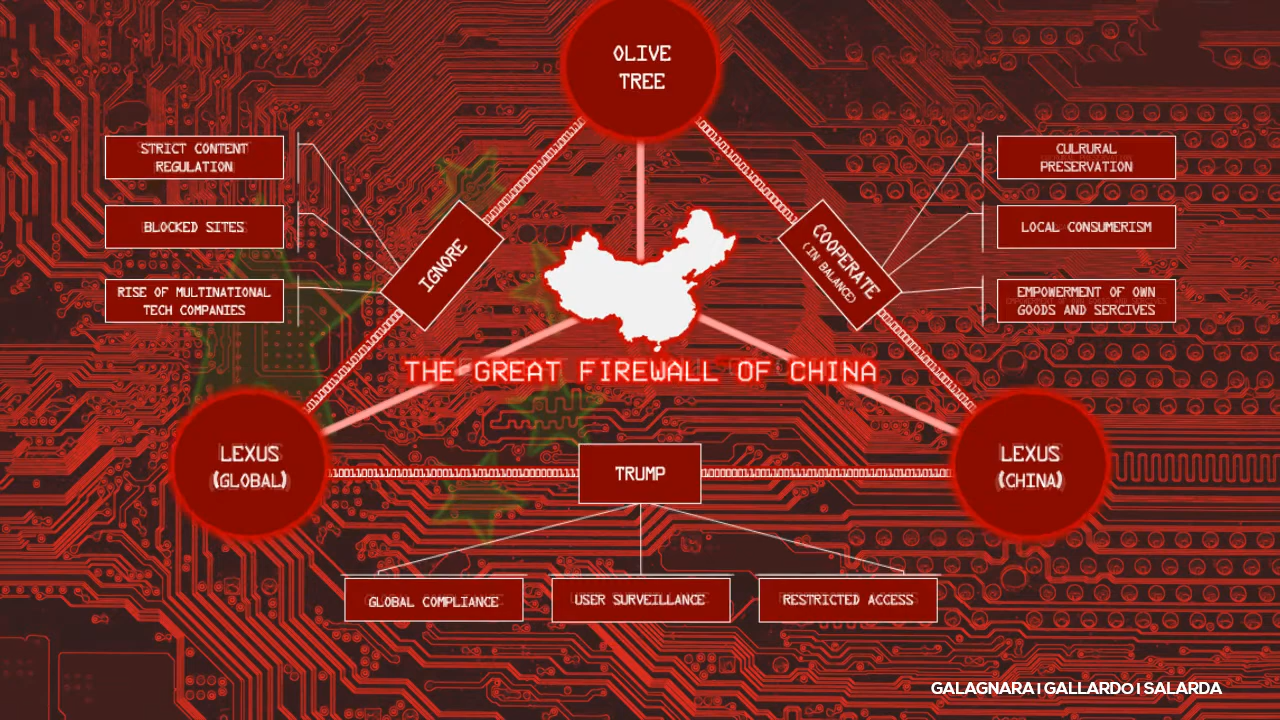 OLIVE
TREE
STRICT CONTENT
REGULATION
BLOCKED SITES
RISE OF MULTINATIONAL
TECH COMPANIES
IGNORE
COOPERATE
(IN BALANCE)
CULRURAL
PRESERVATION
LOCAL CONSUMERISM
EMPOWERMENT OF OWN
GOODS AND SERCIVES
THE GREAT FIREWALL OF CHINA
LEXUS
(GLOBAL)
TRUMP
LEXUS
(CHINA)
GLOBAL COMPLIANCE
USER SURVEILLANCE
RESTRICTED ACCESS
GALAGNARA | GALLARDO | SALARDA